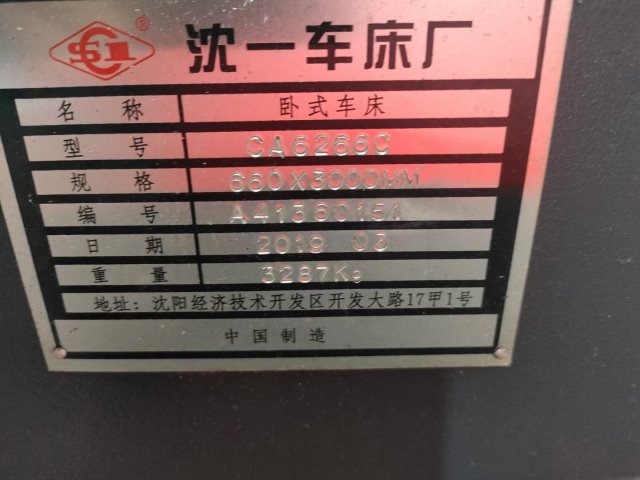 SG1® 沈一车床厂
名称 卧式车床
型号 CA6266C
规格 660X3000MM
编号 A41360151
日期 2019 03
重量 3287Kg
地址：沈阳经济技术开发区开发大路17甲1号
中国制造